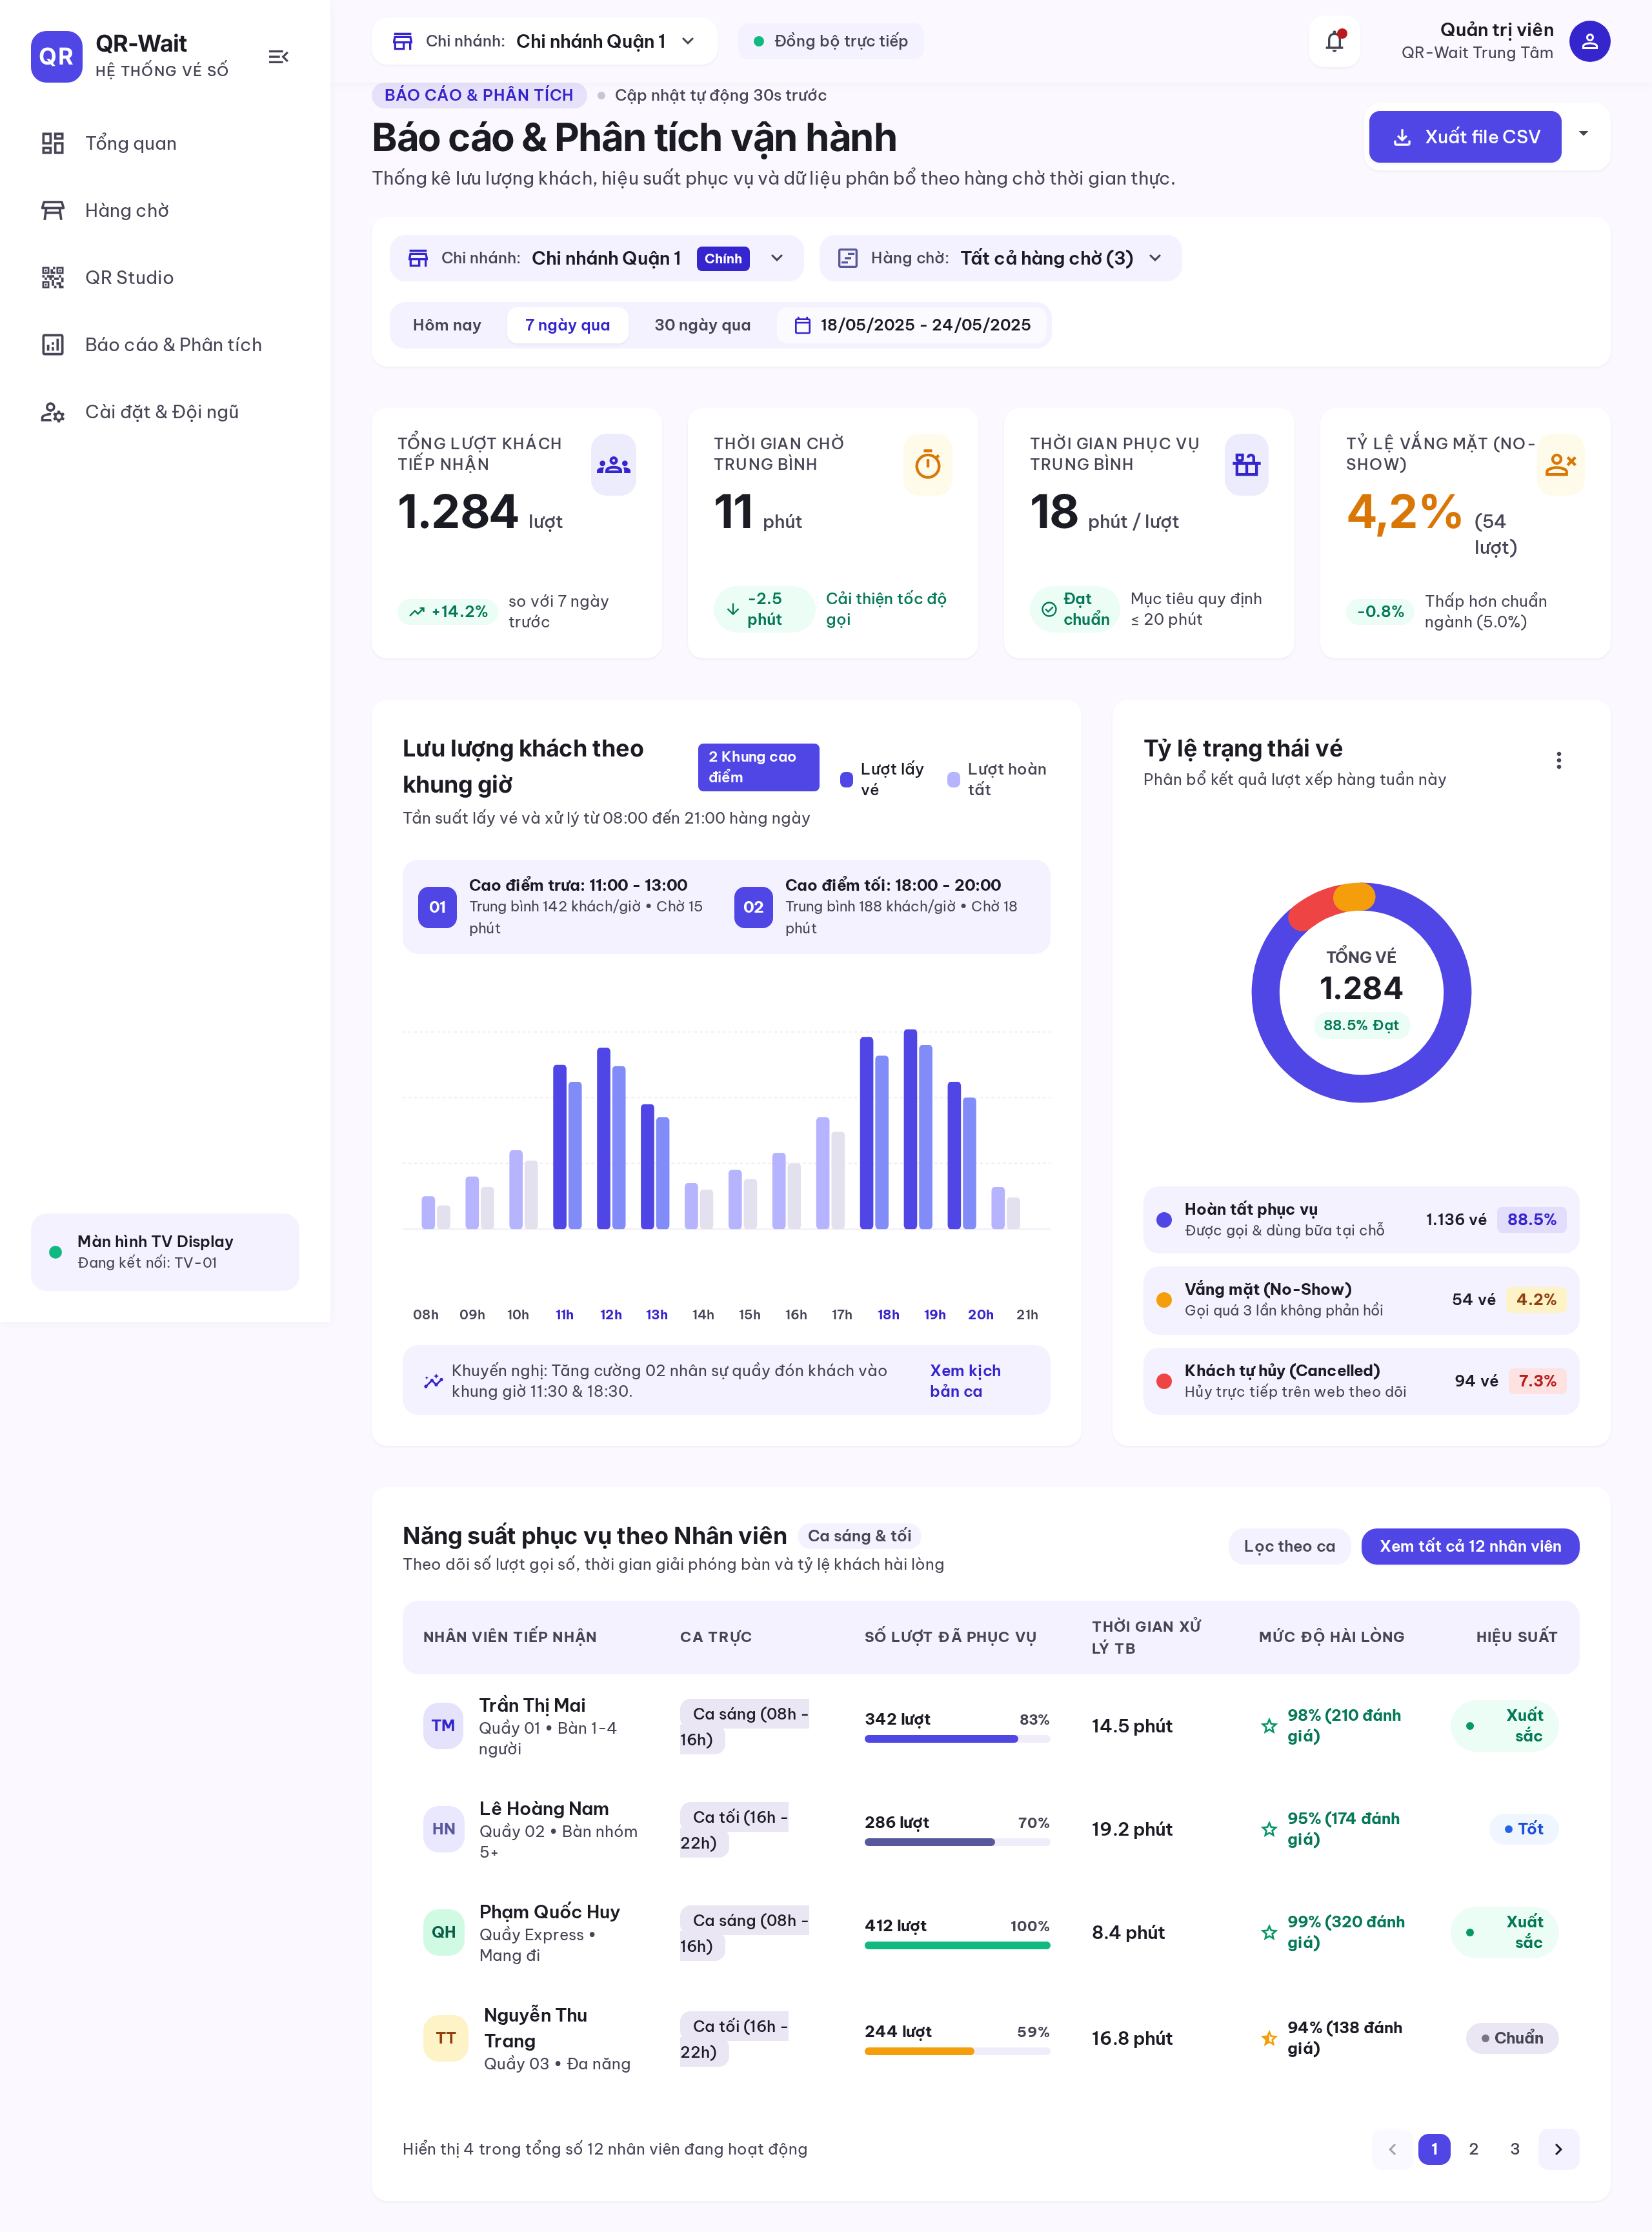 QR
QR-Wait
HỆ THỐNG VÉ SỐ
Tổng quan
Hàng chờ
QR Studio
Báo cáo & Phân tích
Cài đặt & Đội ngũ
Màn hình TV Display
Đang kết nối: TV-01
Chi nhánh: Chi nhánh Quận 1
Đồng bộ trực tiếp
Quản trị viên
QR-Wait Trung Tâm
BÁO CÁO & PHÂN TÍCH
Cập nhật tự động 30s trước
Báo cáo & Phân tích vận hành
Thống kê lưu lượng khách, hiệu suất phục vụ và dữ liệu phân bổ theo hàng chờ thời gian thực.
Xuất file CSV
Chi nhánh: Chi nhánh Quận 1 Chính
Hàng chờ: Tất cả hàng chờ (3)
Hôm nay
7 ngày qua
30 ngày qua
18/05/2025 - 24/05/2025
TỔNG LƯỢT KHÁCH
TIẾP NHẬN
1.284 lượt
+14.2%
so với 7 ngày
trước
THỜI GIAN CHỜ
TRUNG BÌNH
11 phút
-2.5
phút
Cải thiện tốc độ
gọi
THỜI GIAN PHỤC VỤ
TRUNG BÌNH
18 phút / lượt
Đạt
chuẩn
Mục tiêu quy định
≤ 20 phút
TỶ LỆ VẮNG MẶT (NO-
SHOW)
4,2% (54
lượt)
-0.8%
Thấp hơn chuẩn
ngành (5.0%)
Lưu lượng khách theo
khung giờ
2 Khung cao
điểm
Lượt lấy
vé
Lượt hoàn
tất
Tần suất lấy vé và xử lý từ 08:00 đến 21:00 hàng ngày
01
Cao điểm trưa: 11:00 - 13:00
Trung bình 142 khách/giờ • Chờ 15
phút
02
Cao điểm tối: 18:00 - 20:00
Trung bình 188 khách/giờ • Chờ 18
phút
08h 09h 10h 11h 12h 13h 14h 15h 16h 17h 18h 19h 20h 21h
Khuyến nghị: Tăng cường 02 nhân sự quầy đón khách vào
khung giờ 11:30 & 18:30.
Xem kịch
bản ca
Tỷ lệ trạng thái vé
Phân bổ kết quả lượt xếp hàng tuần này
TỔNG VÉ
1.284
88.5% Đạt
Hoàn tất phục vụ
Được gọi & dùng bữa tại chỗ
1.136 vé
88.5%
Vắng mặt (No-Show)
Gọi quá 3 lần không phản hồi
54 vé
4.2%
Khách tự hủy (Cancelled)
Hủy trực tiếp trên web theo dõi
94 vé
7.3%
Năng suất phục vụ theo Nhân viên
Ca sáng & tối
Theo dõi số lượt gọi số, thời gian giải phóng bàn và tỷ lệ khách hài lòng
Lọc theo ca
Xem tất cả 12 nhân viên
NHÂN VIÊN TIẾP NHẬN
CA TRỰC
SỐ LƯỢT ĐÃ PHỤC VỤ
THỜI GIAN XỬ
LÝ TB
MỨC ĐỘ HÀI LÒNG
HIỆU SUẤT
TM
Trần Thị Mai
Quầy 01 • Bàn 1-4
người
Ca sáng (08h -
16h)
342 lượt
83%
14.5 phút
98% (210 đánh
giá)
Xuất
sắc
HN
Lê Hoàng Nam
Quầy 02 • Bàn nhóm
5+
Ca tối (16h -
22h)
286 lượt
70%
19.2 phút
95% (174 đánh
giá)
Tốt
QH
Phạm Quốc Huy
Quầy Express •
Mang đi
Ca sáng (08h -
16h)
412 lượt
100%
8.4 phút
99% (320 đánh
giá)
Xuất
sắc
TT
Nguyễn Thu
Trang
Quầy 03 • Đa năng
Ca tối (16h -
22h)
244 lượt
59%
16.8 phút
94% (138 đánh
giá)
Chuẩn
Hiển thị 4 trong tổng số 12 nhân viên đang hoạt động
1 2 3